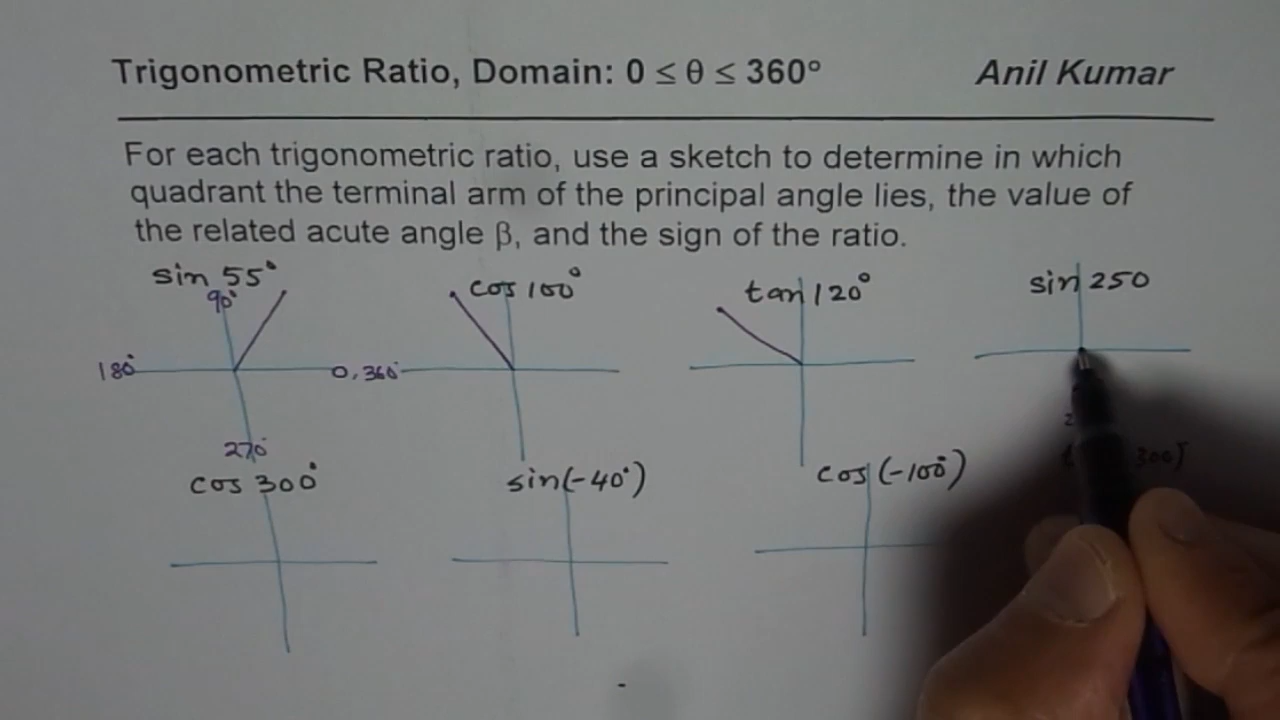 Trigonometric Ratio, Domain: 0 ≤ θ ≤ 360° Anil Kumar
For each trigonometric ratio, use a sketch to determine in which
quadrant the terminal arm of the principal angle lies, the value of
the related acute angle β, and the sign of the ratio.
sin 55° cos 100° tan 120° sin 250
90°
180° 0, 360°
270°
cos 300° sin(-40°) cos(-100°)